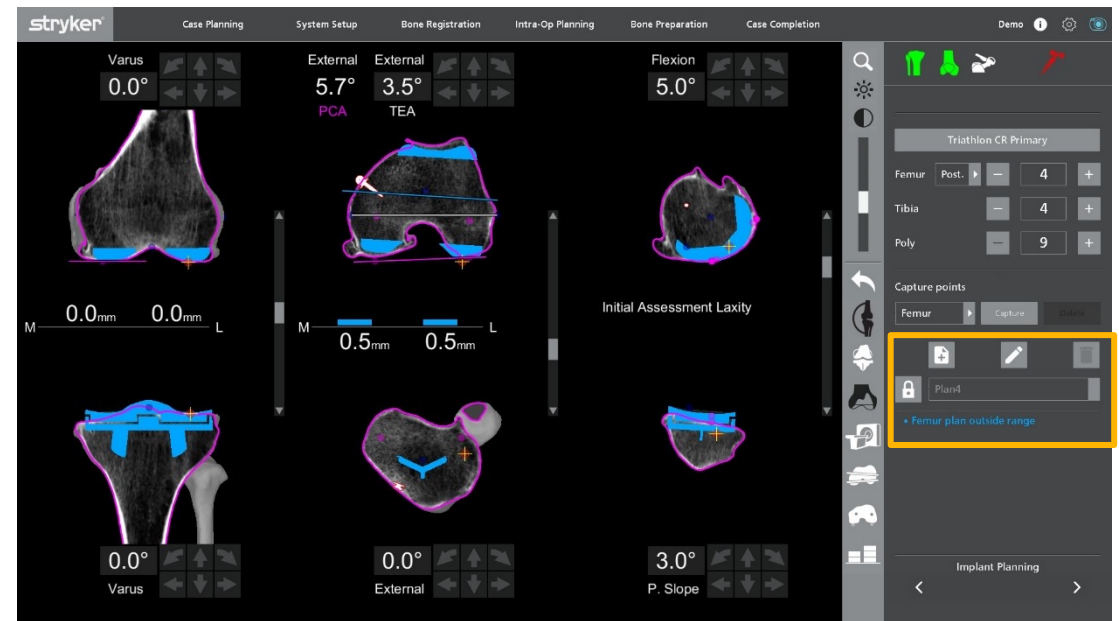 stryker
Case Planning System Setup Bone Registration Intra-Op Planning Bone Preparation Case Completion Demo
Varus
0.0°
External External
5.7° 3.5°
PCA TEA
Flexion
5.0°
0.0mm 0.0mm
M L
M L
0.5mm 0.5mm
Initial Assessment Laxity
0.0°
Varus
0.0°
External
3.0°
P. Slope
Triathlon CR Primary
Femur Post. 4
Tibia 4
Poly 9
Capture points
Femur Capture Delete
Plan4
• Femur plan outside range
Implant Planning